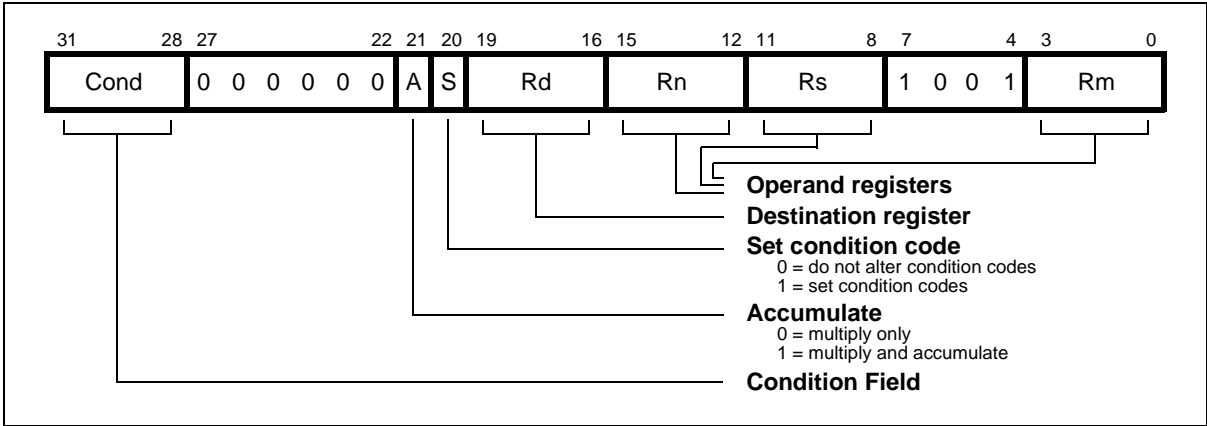 31 28 27 22 21 20 19 16 15 12 11 8 7 4 3 0
Cond 0 0 0 0 0 0 A S Rd Rn Rs 1 0 0 1 Rm
Operand registers
Destination register
Set condition code
0 = do not alter condition codes
1 = set condition codes
Accumulate
0 = multiply only
1 = multiply and accumulate
Condition Field